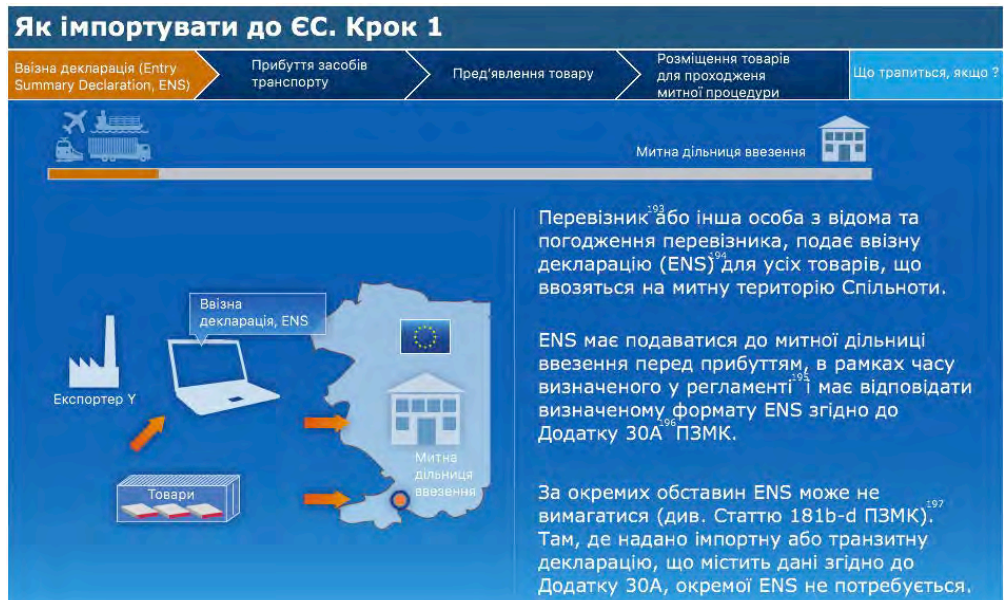 Як імпортувати до ЄС. Крок 1
Ввізна декларація (Entry
Summary Declaration, ENS)
Прибуття засобів
транспорту
Пред'явлення товару
Розміщення товарів
для проходженя
митної процедури
Що трапиться, якщо ?
Митна дільниця ввезення
Перевізник193 або інша особа з відома та
погодження перевізника, подає ввізну
декларацію (ENS)194 для усіх товарів, що
ввозяться на митну територію Спільноти.
ENS має подаватися до митної дільниці
ввезення перед прибуттям, в рамках часу
визначеного у регламенті195 і має відповідати
визначеному формату ENS згідно до
Додатку 30А196 ПЗМК.
За окремих обставин ENS може не
вимагатися (див. Статтю 181b-d ПЗМК).197
Там, де надано імпортну або транзитну
декларацію, що містить дані згідно до
Додатку 30А, окремої ENS не потребується.
Ввізна
декларація, ENS
Експортер Y
Товари
Митна
дільниця
ввезення